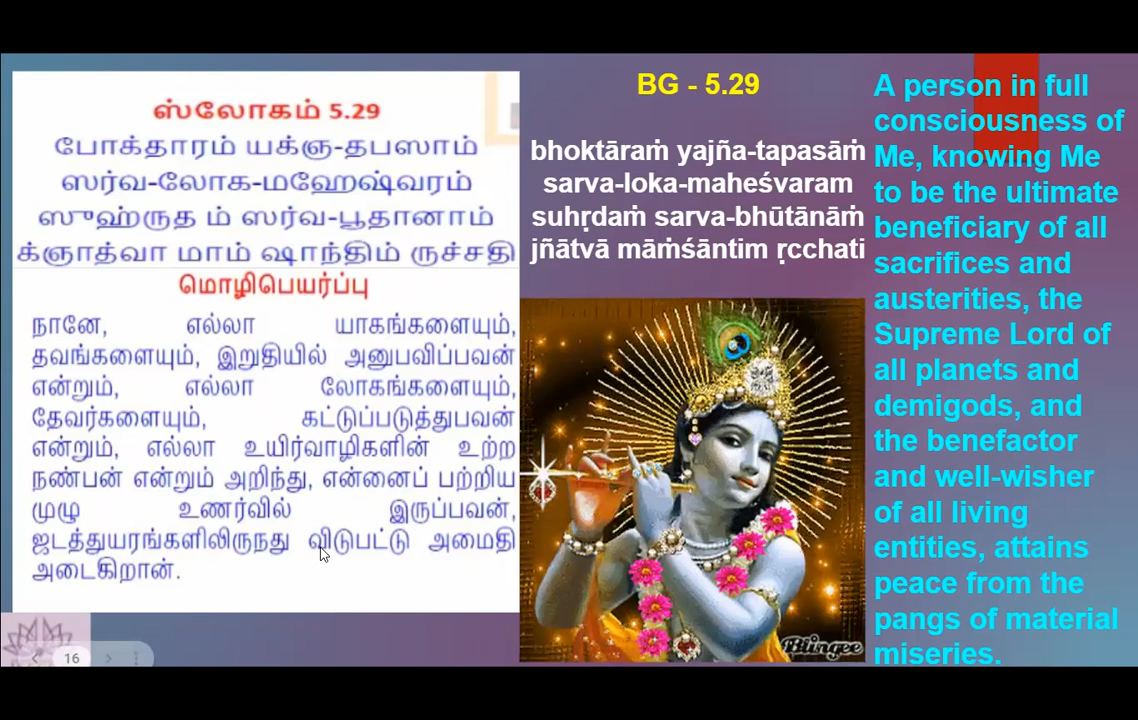 ஸ்லோகம் 5.29
போக்தாரம் யக்ஞ-தபஸாம்
ஸர்வ-லோக-மஹேஷ்வரம்
ஸுஹ்ருத ம் ஸர்வ-பூதானாம்
க்ஞாத்வா மாம் ஷாந்திம் ருச்சதி
மொழிபெயர்ப்பு
நானே, எல்லா யாகங்களையும்,
தவங்களையும், இறுதியில் அனுபவிப்பவன்
என்றும், எல்லா லோகங்களையும்,
தேவர்களையும், கட்டுப்படுத்துபவன்
என்றும், எல்லா உயிர்வாழிகளின் உற்ற
நண்பன் என்றும் அறிந்து, என்னைப் பற்றிய
முழு உணர்வில் இருப்பவன்,
ஜடத்துயரங்களிலிருநது விடுபட்டு அமைதி
அடைகிறான்.
16
BG - 5.29
bhoktāraṁ yajña-tapasāṁ
sarva-loka-maheśvaram
suhṛdaṁ sarva-bhūtānāṁ
jñātvā māṁśāntim ṛcchati
Blingee
A person in full
consciousness of
Me, knowing Me
to be the ultimate
beneficiary of all
sacrifices and
austerities, the
Supreme Lord of
all planets and
demigods, and
the benefactor
and well-wisher
of all living
entities, attains
peace from the
pangs of material
miseries.